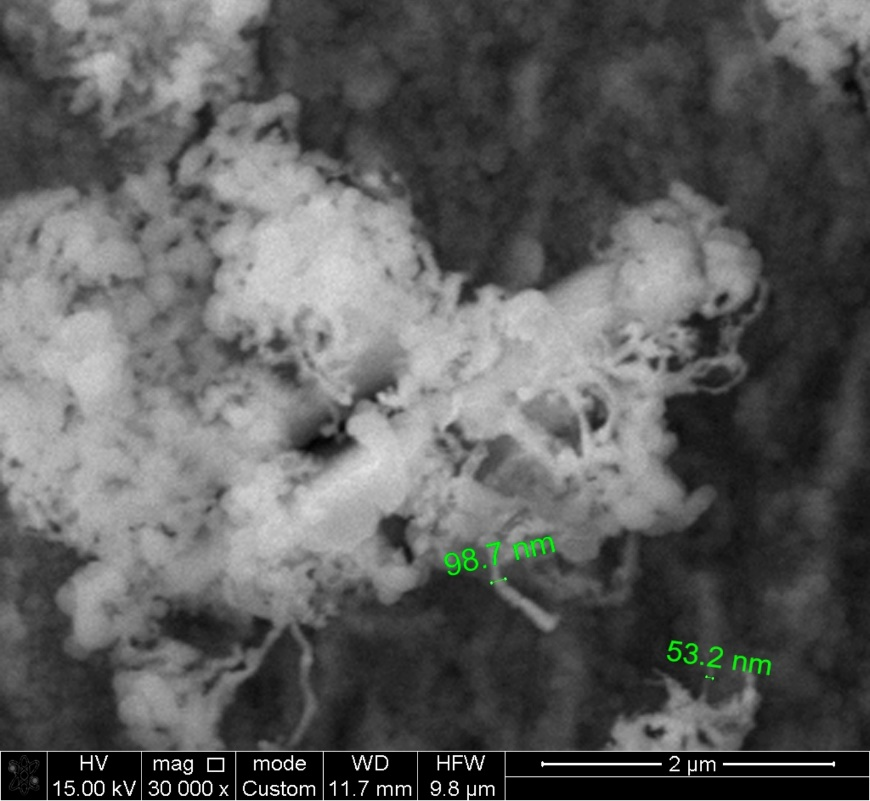 98.7 nm
53.2 nm
HV mag □ mode WD HFW 2 µm
15.00 kV 30 000 x Custom 11.7 mm 9.8 µm